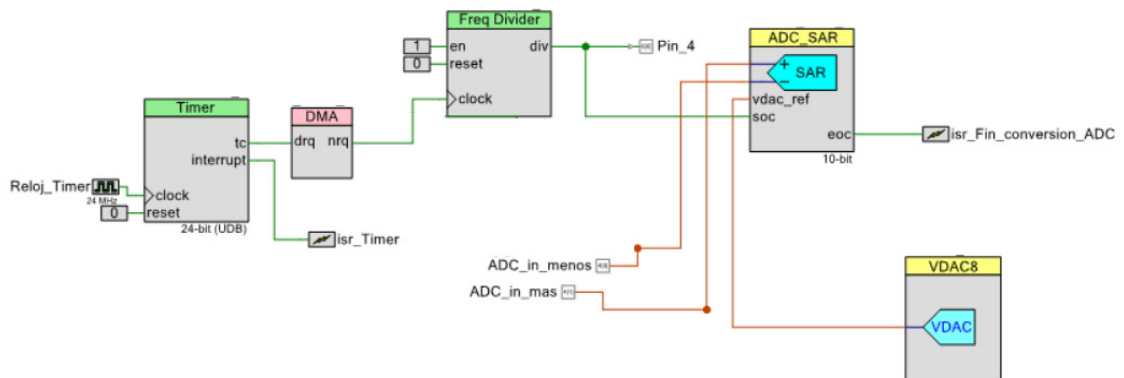 Freq Divider
1
en
div
0
reset
clock
Pin_4
ADC_SAR
+
SAR
−
vdac_ref
soc
eoc
10-bit
isr_Fin_conversion_ADC
Timer
tc
interrupt
Reloj_Timer
24 MHz
clock
0
reset
24-bit (UDB)
DMA
drq
nrq
isr_Timer
ADC_in_menos
ADC_in_mas
VDAC8
VDAC